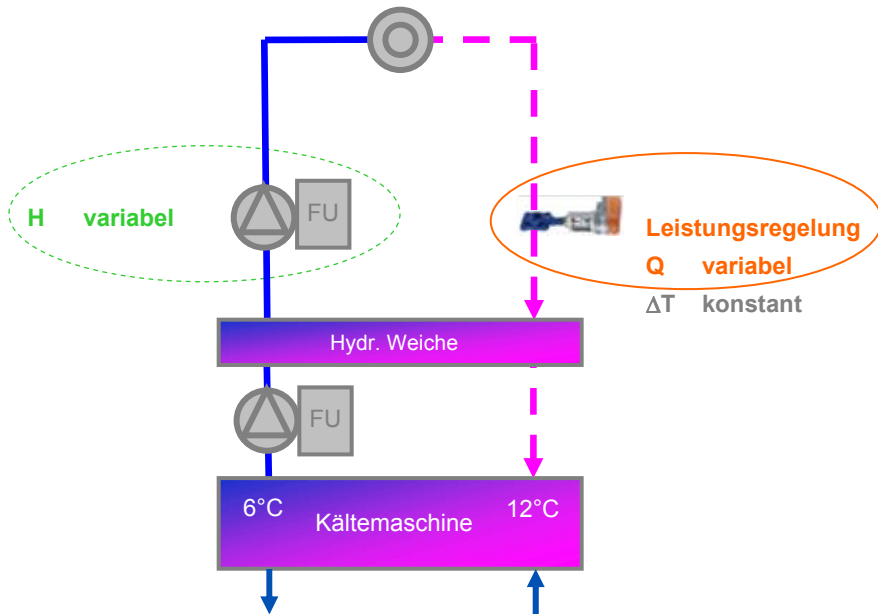 FU
H variabel
Leistungsregelung
Q variabel
ΔT konstant
Hydr. Weiche
FU
6°C
12°C
Kältemaschine